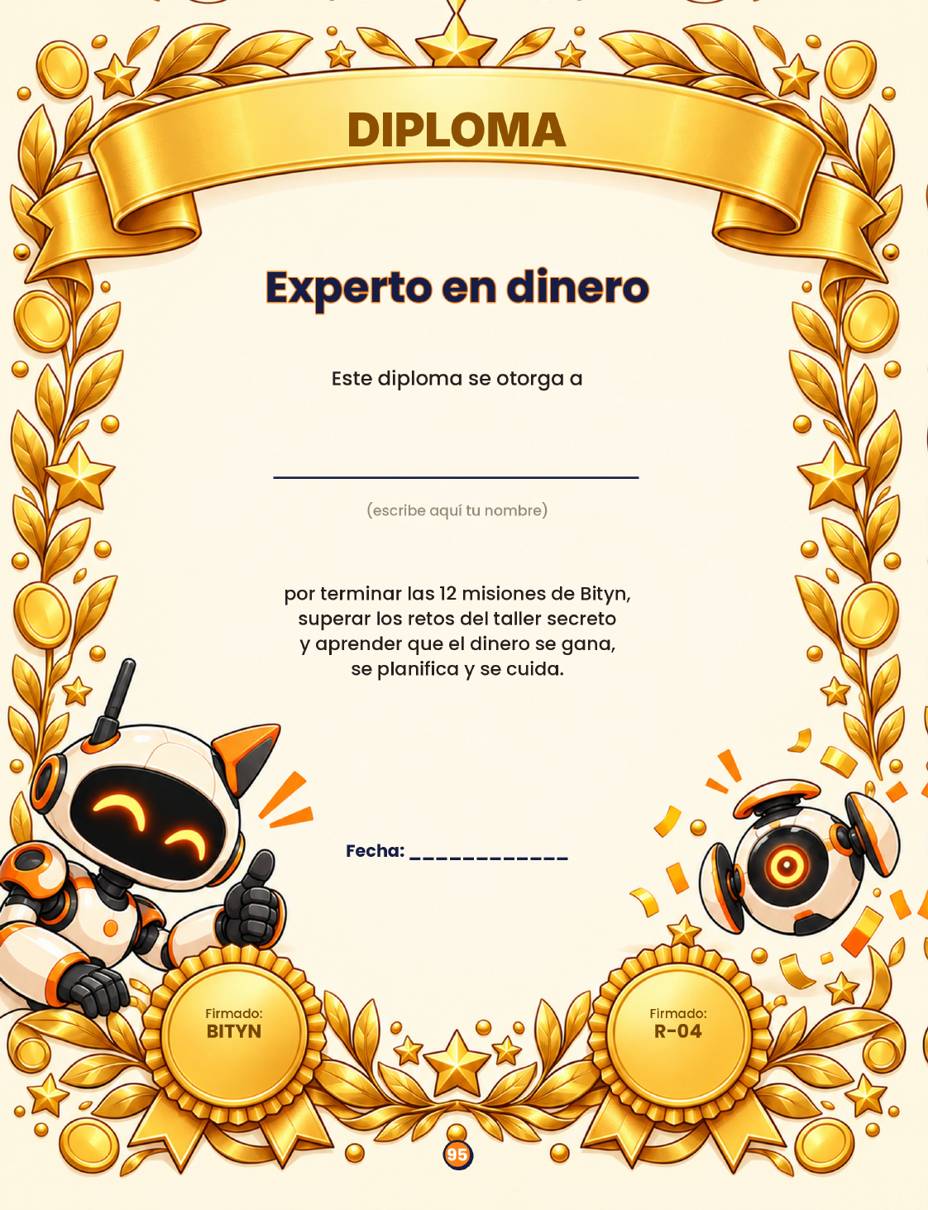 DIPLOMA
Experto en dinero
Este diploma se otorga a
(escribe aquí tu nombre)
por terminar las 12 misiones de Bityn,
superar los retos del taller secreto
y aprender que el dinero se gana,
se planifica y se cuida.
Fecha: ____________
Firmado:
BITYN
Firmado:
R-04
95